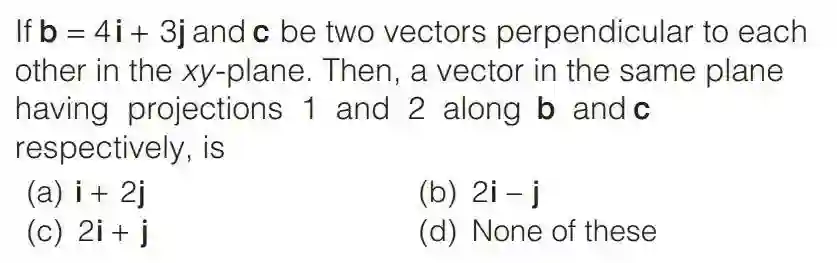 If b = 4i + 3j and c be two vectors perpendicular to each
other in the xy-plane. Then, a vector in the same plane
having projections 1 and 2 along b and c
respectively, is
(a) i + 2j (b) 2i – j
(c) 2i + j (d) None of these